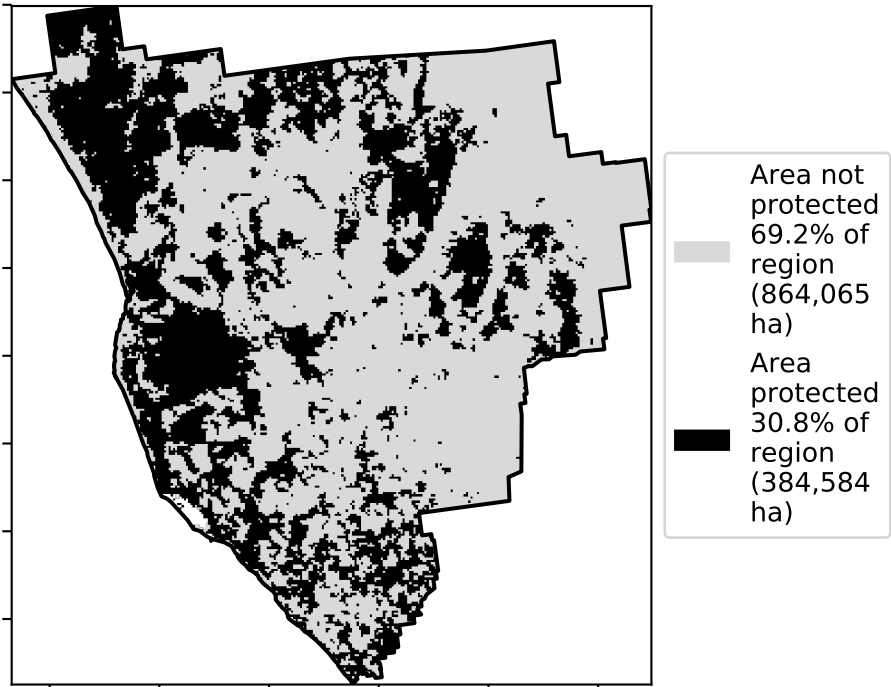 Area not
protected
69.2% of
region
(864,065
ha)
Area
protected
30.8% of
region
(384,584
ha)